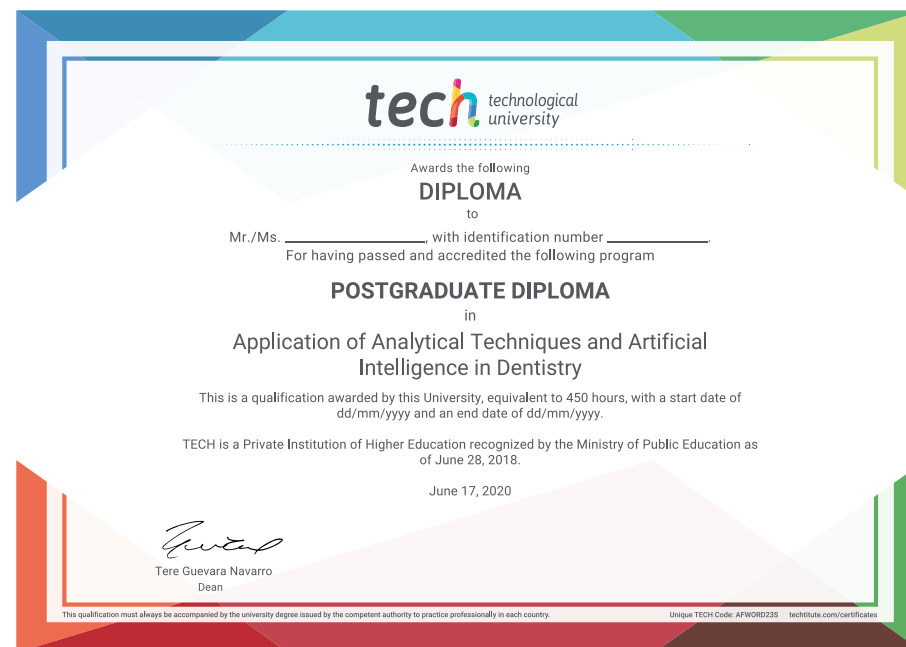 tech technological
university
Awards the following
DIPLOMA
to
Mr./Ms. ____________________, with identification number ______________.
For having passed and accredited the following program
POSTGRADUATE DIPLOMA
in
Application of Analytical Techniques and Artificial
Intelligence in Dentistry
This is a qualification awarded by this University, equivalent to 450 hours, with a start date of
dd/mm/yyyy and an end date of dd/mm/yyyy.
TECH is a Private Institution of Higher Education recognized by the Ministry of Public Education as
of June 28, 2018.
June 17, 2020
Tere Guevara Navarro
Dean
This qualification must always be accompanied by the university degree issued by the competent authority to practice professionally in each country.
Unique TECH Code: AFWORD23S techtitute.com/certificates